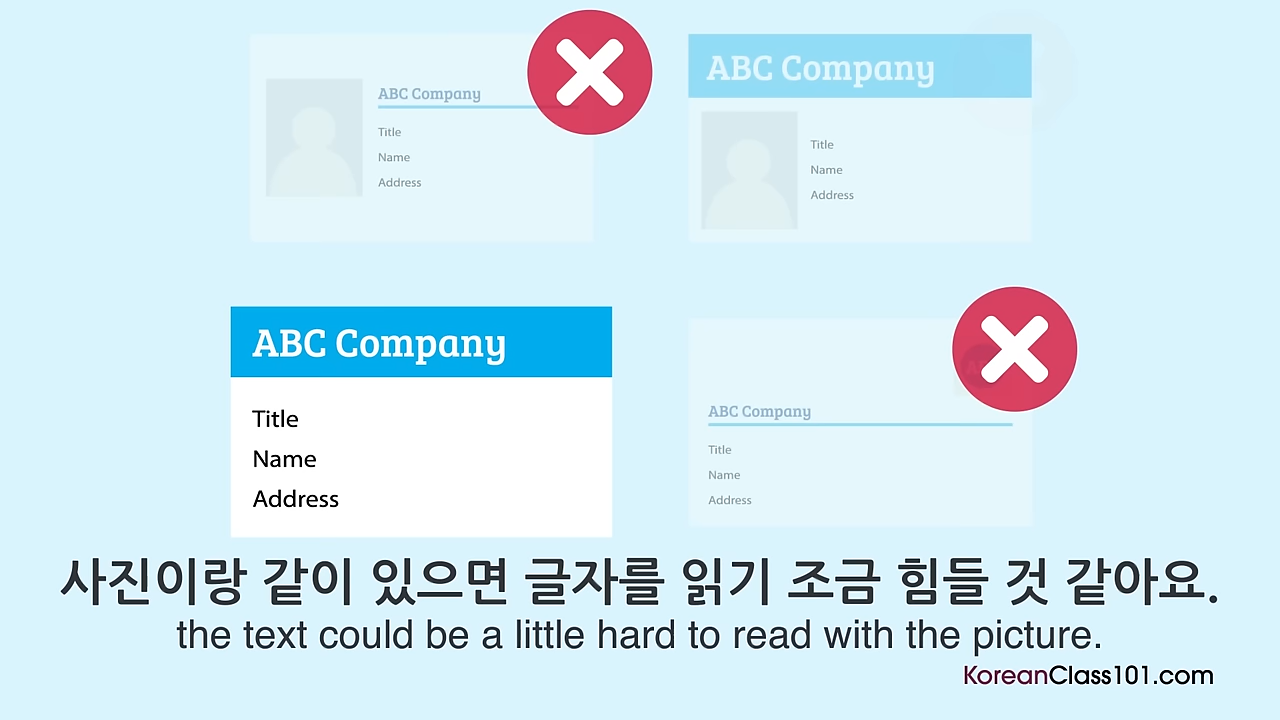 ABC Company
Title
Name
Address
ABC Company
Title
Name
Address
ABC Company
Title
Name
Address
ABC Company
Title
Name
Address
사진이랑 같이 있으면 글자를 읽기 조금 힘들 것 같아요.
the text could be a little hard to read with the picture.
KoreanClass101.com